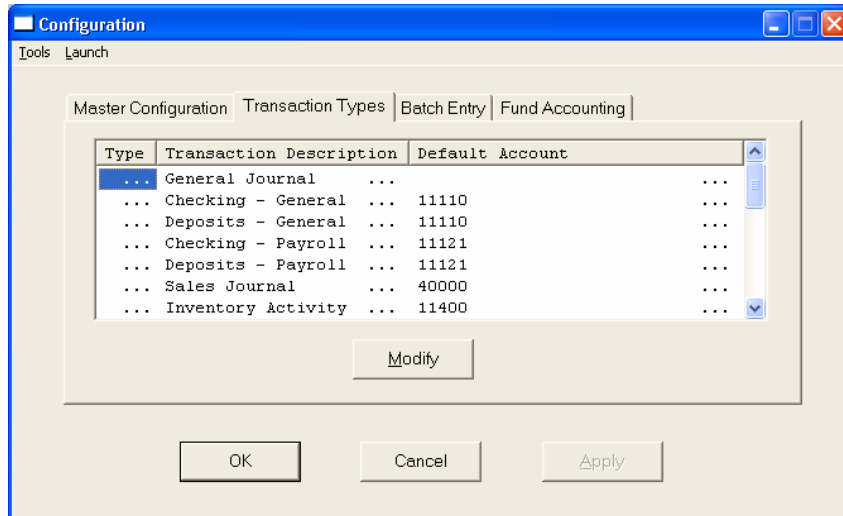 Configuration
Tools Launch
Master Configuration Transaction Types Batch Entry Fund Accounting
Type Transaction Description Default Account
... General Journal ... ...
... Checking - General ... 11110 ...
... Deposits - General ... 11110 ...
... Checking - Payroll ... 11121 ...
... Deposits - Payroll ... 11121 ...
... Sales Journal ... 40000 ...
... Inventory Activity ... 11400 ...
Modify
OK Cancel Apply